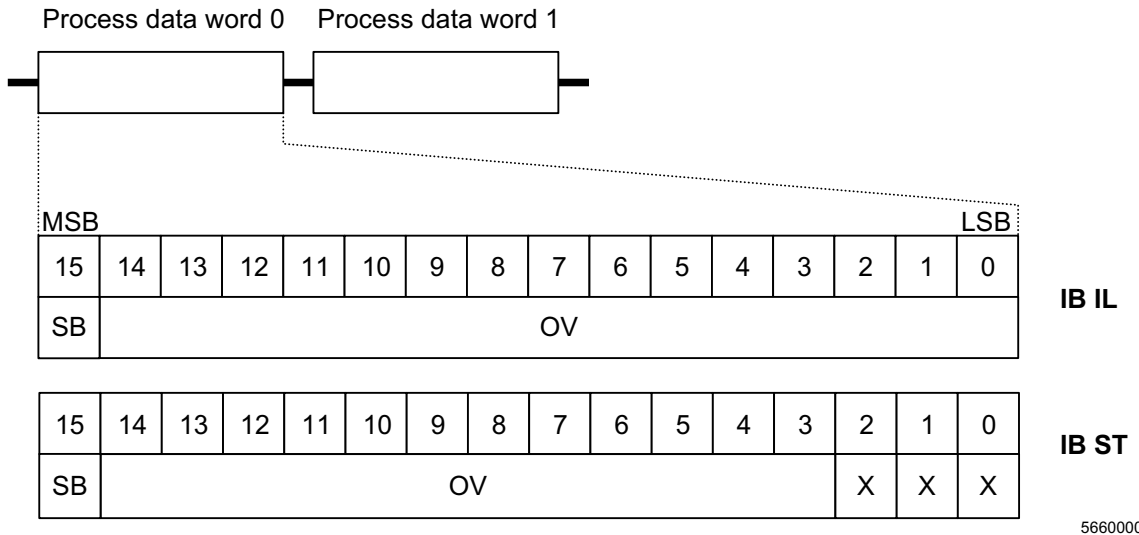 Process data word 0 Process data word 1
MSB LSB
15 14 13 12 11 10 9 8 7 6 5 4 3 2 1 0
IB IL
SB OV
15 14 13 12 11 10 9 8 7 6 5 4 3 2 1 0
IB ST
SB OV X X X
5660000